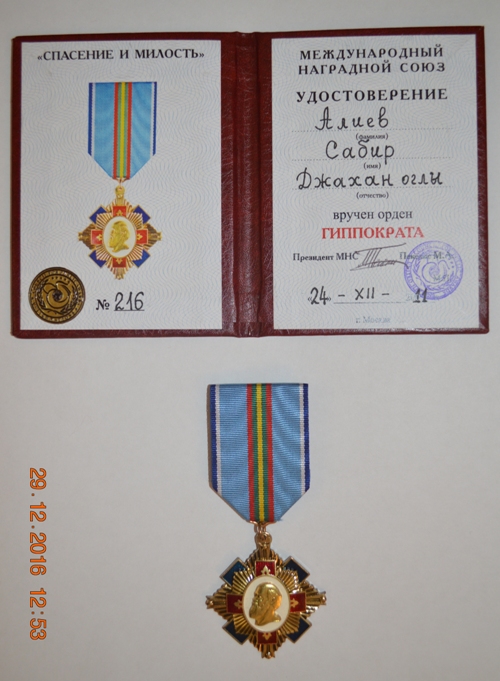 «СПАСЕНИЕ И МИЛОСТЬ»
№ 216
МЕЖДУНАРОДНЫЙ
НАГРАДНОЙ СОЮЗ
УДОСТОВЕРЕНИЕ
Алиев
(фамилия)
Сабир
(имя)
Джахан оглы
(отчество)
вручен орден
ГИППОКРАТА
Президент МНС
«24» - XII - 11
г. Москва
29.12.2016 12:53